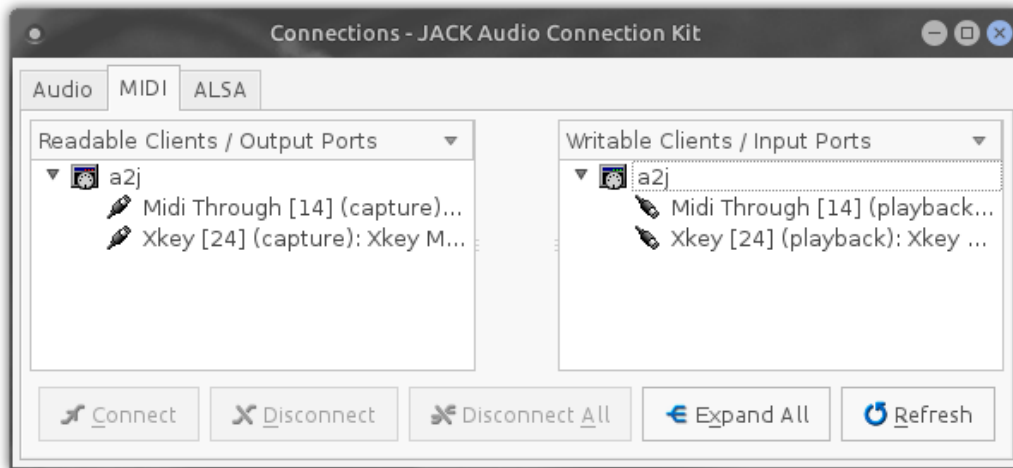 Connections - JACK Audio Connection Kit
Audio MIDI ALSA
Readable Clients / Output Ports
a2j
Midi Through [14] (capture)...
Xkey [24] (capture): Xkey M...
Writable Clients / Input Ports
a2j
Midi Through [14] (playback...
Xkey [24] (playback): Xkey ...
Connect Disconnect Disconnect All Expand All Refresh